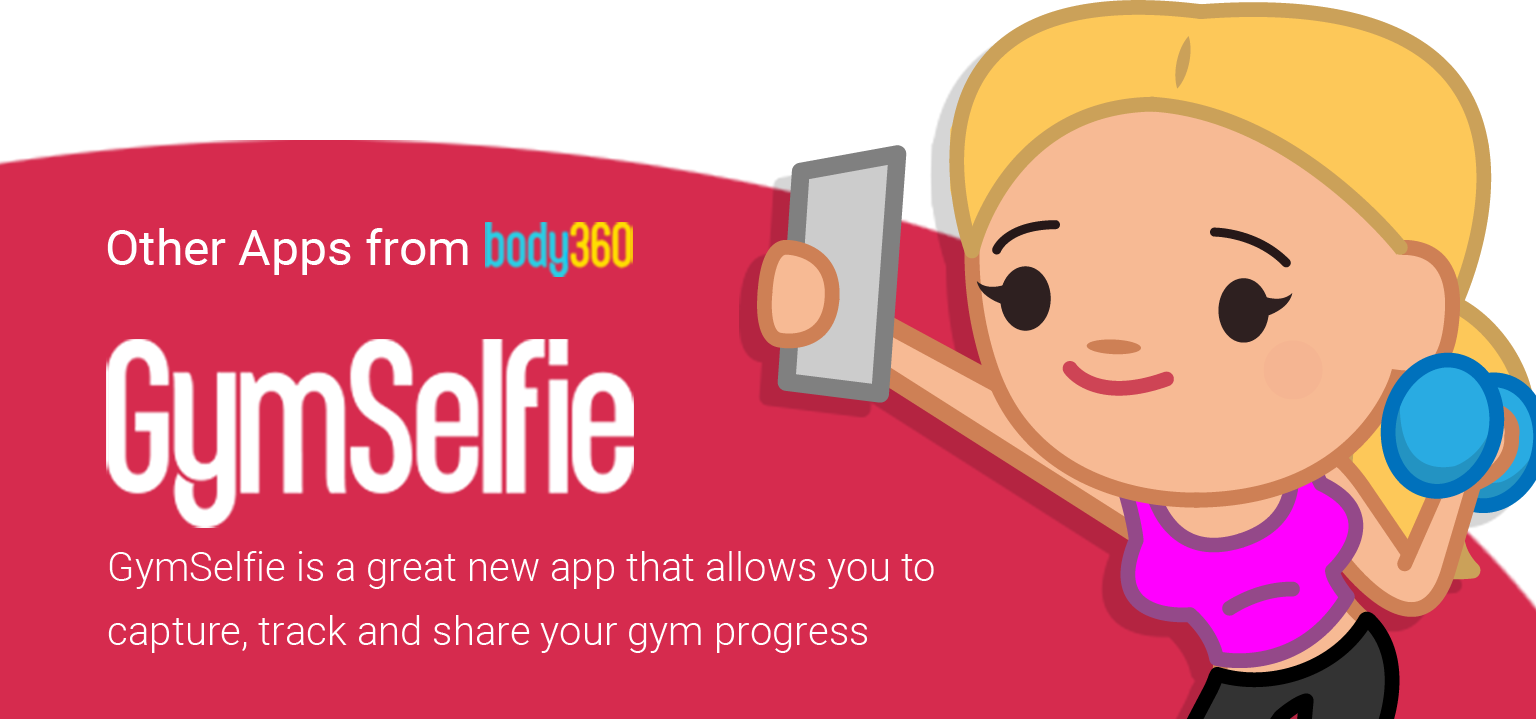 Other Apps from body360
GymSelfie
GymSelfie is a great new app that allows you to
capture, track and share your gym progress